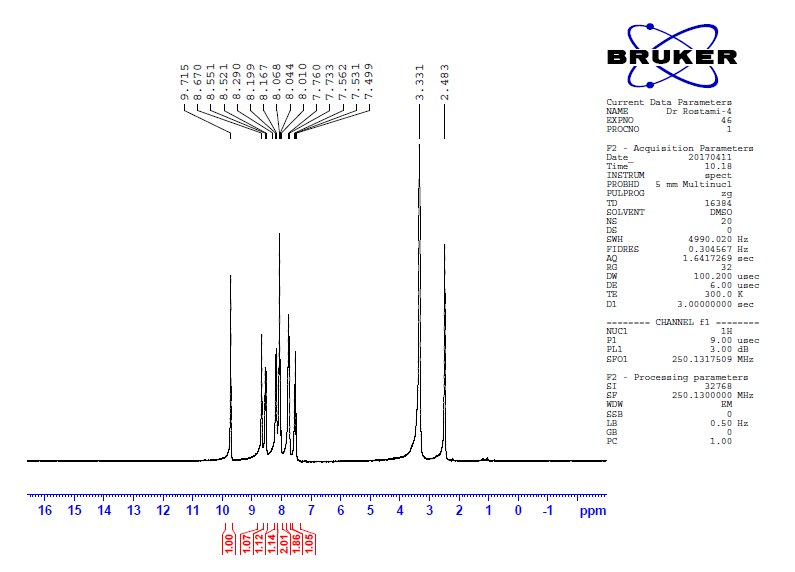 BRUKER
9.715
8.670
8.551
8.521
8.290
8.199
8.167
8.068
8.044
8.010
7.760
7.733
7.562
7.531
7.499
3.331
2.483
Current Data Parameters
NAME Dr Rostami-4
EXPNO 46
PROCNO 1
F2 - Acquisition Parameters
Date_ 20170411
Time 10.18
INSTRUM spect
PROBHD 5 mm Multinucl
PULPROG zg
TD 16384
SOLVENT DMSO
NS 20
DS 0
SWH 4990.020 Hz
FIDRES 0.304567 Hz
AQ 1.6417269 sec
RG 32
DW 100.200 usec
DE 6.00 usec
TE 300.0 K
D1 3.00000000 sec
======== CHANNEL f1 ========
NUC1 1H
P1 9.00 usec
PL1 3.00 dB
SFO1 250.1317509 MHz
F2 - Processing parameters
SI 32768
SF 250.1300000 MHz
WDW EM
SSB 0
LB 0.50 Hz
GB 0
PC 1.00
16 15 14 13 12 11 10 9 8 7 6 5 4 3 2 1 0 -1 ppm
1.00
1.07
1.12
1.14
2.01
1.86
1.05